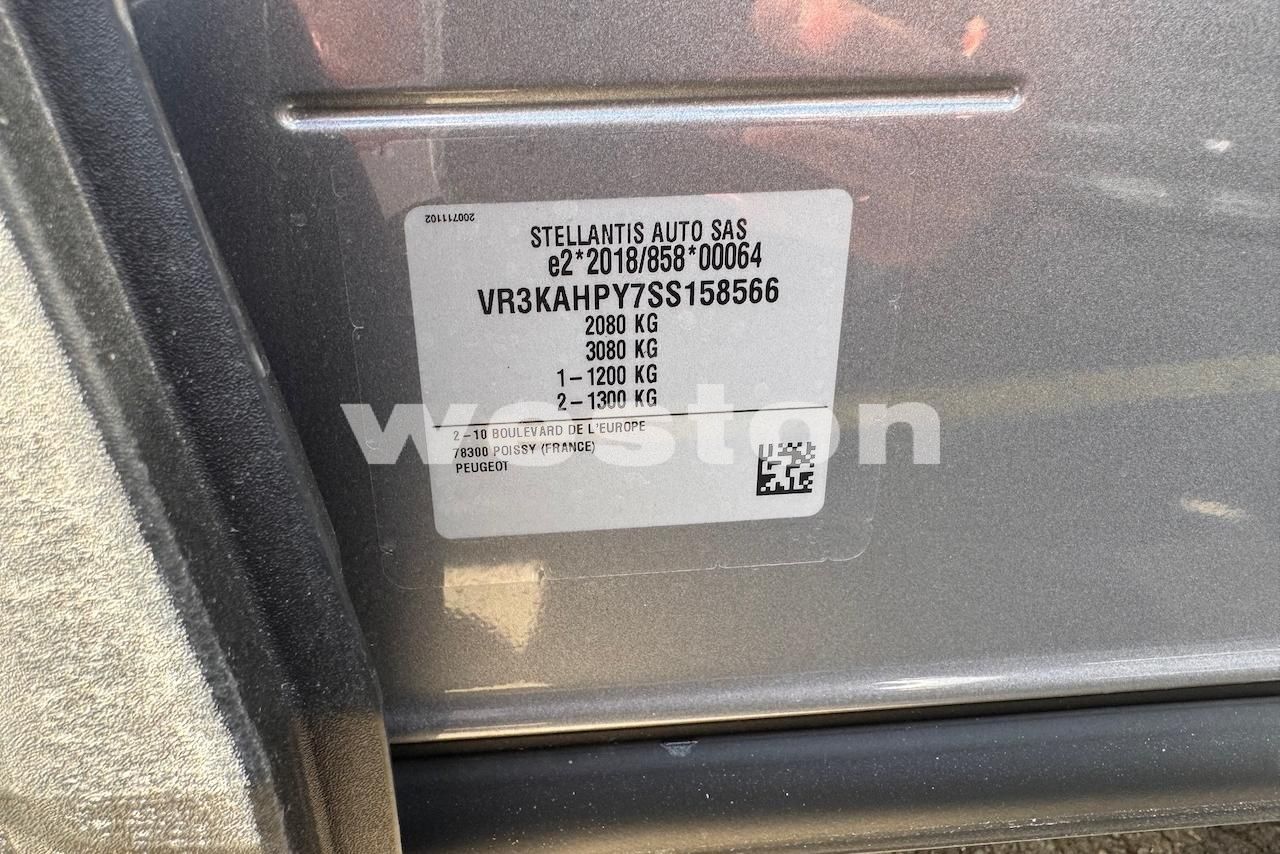 200711102
STELLANTIS AUTO SAS
e2*2018/858*00064
VR3KAHPY7SS158566
2080 KG
3080 KG
1-1200 KG
2-1300 KG
weston
2-10 BOULEVARD DE L'EUROPE
78300 POISSY (FRANCE)
PEUGEOT